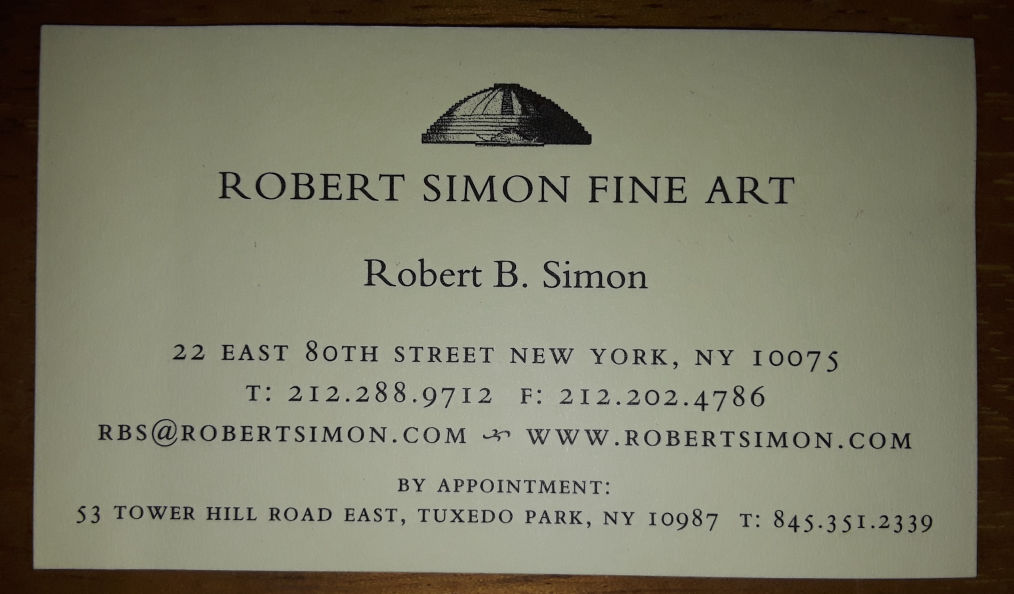 ROBERT SIMON FINE ART
Robert B. Simon
22 EAST 80TH STREET NEW YORK, NY 10075
T: 212.288.9712 F: 212.202.4786
RBS@ROBERTSIMON.COM WWW.ROBERTSIMON.COM
BY APPOINTMENT:
53 TOWER HILL ROAD EAST, TUXEDO PARK, NY 10987 T: 845.351.2339